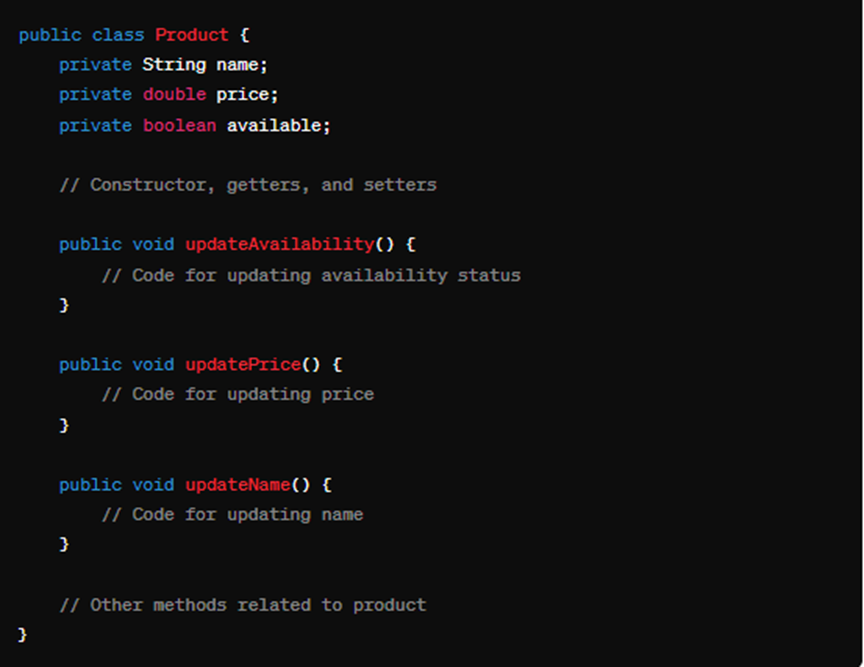 public class Product {
private String name;
private double price;
private boolean available;
// Constructor, getters, and setters
public void updateAvailability() {
// Code for updating availability status
}
public void updatePrice() {
// Code for updating price
}
public void updateName() {
// Code for updating name
}
// Other methods related to product
}